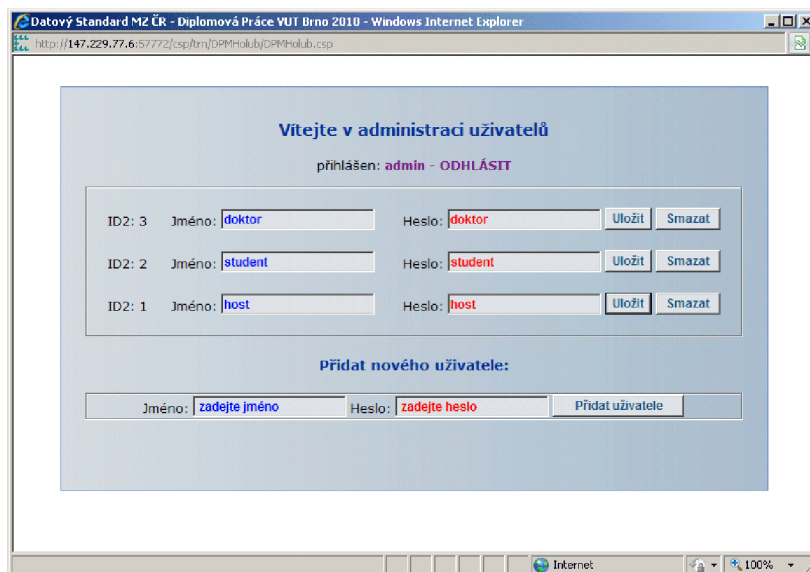 Datový Standard MZ ČR - Diplomová Práce VUT Brno 2010 - Windows Internet Explorer
http://147.229.77.6:57772/csp/trn/DPMHolub/DPMHolub.csp
Vítejte v administraci uživatelů
přihlášen: admin - ODHLÁSIT
ID2: 3 Jméno: doktor Heslo: doktor Uložit Smazat
ID2: 2 Jméno: student Heslo: student Uložit Smazat
ID2: 1 Jméno: host Heslo: host Uložit Smazat
Přidat nového uživatele:
Jméno: zadejte jméno Heslo: zadejte heslo Přidat uživatele
Internet 100%